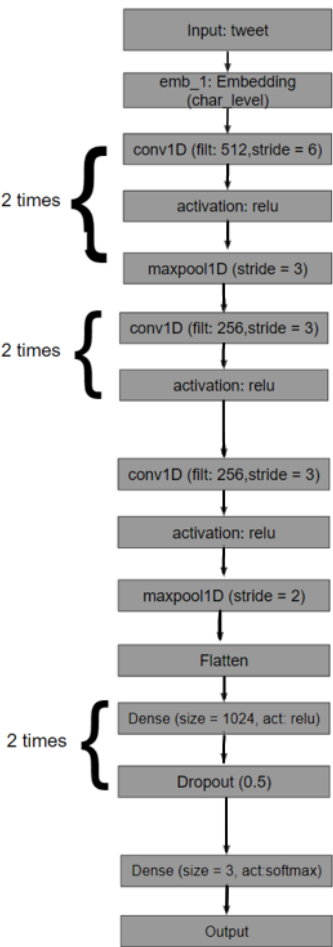 Input: tweet
emb_1: Embedding
(char_level)
conv1D (filt: 512,stride = 6)
2 times
activation: relu
maxpool1D (stride = 3)
conv1D (filt: 256,stride = 3)
2 times
activation: relu
conv1D (filt: 256,stride = 3)
activation: relu
maxpool1D (stride = 2)
Flatten
Dense (size = 1024, act: relu)
2 times
Dropout (0.5)
Dense (size = 3, act:softmax)
Output